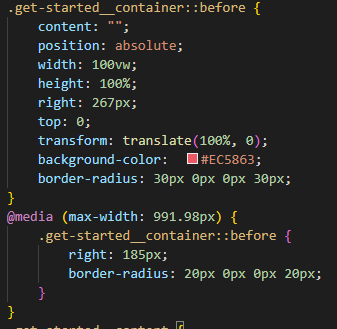 .get-started__container::before {
content: "";
position: absolute;
width: 100vw;
height: 100%;
right: 267px;
top: 0;
transform: translate(100%, 0);
background-color: #EC5863;
border-radius: 30px 0px 0px 30px;
}
@media (max-width: 991.98px) {
.get-started__container::before {
right: 185px;
border-radius: 20px 0px 0px 20px;
}
}